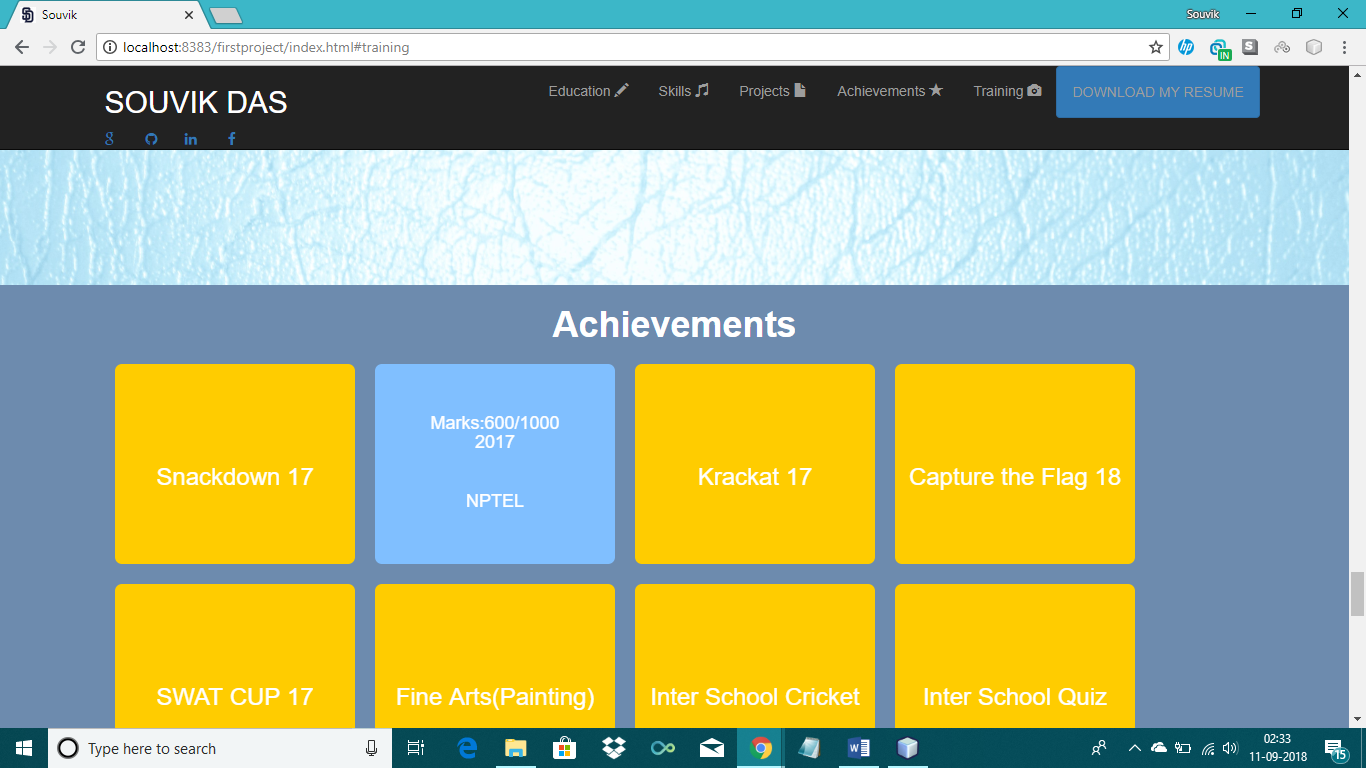 Souvik
Souvik
localhost:8383/firstproject/index.html#training
IN
SOUVIK DAS
Education
Skills
Projects
Achievements
Training
DOWNLOAD MY RESUME
Achievements
Snackdown 17
Marks:600/1000
2017
NPTEL
Krackat 17
Capture the Flag 18
SWAT CUP 17
Fine Arts(Painting)
Inter School Cricket
Inter School Quiz
Type here to search
02:33
11-09-2018
15